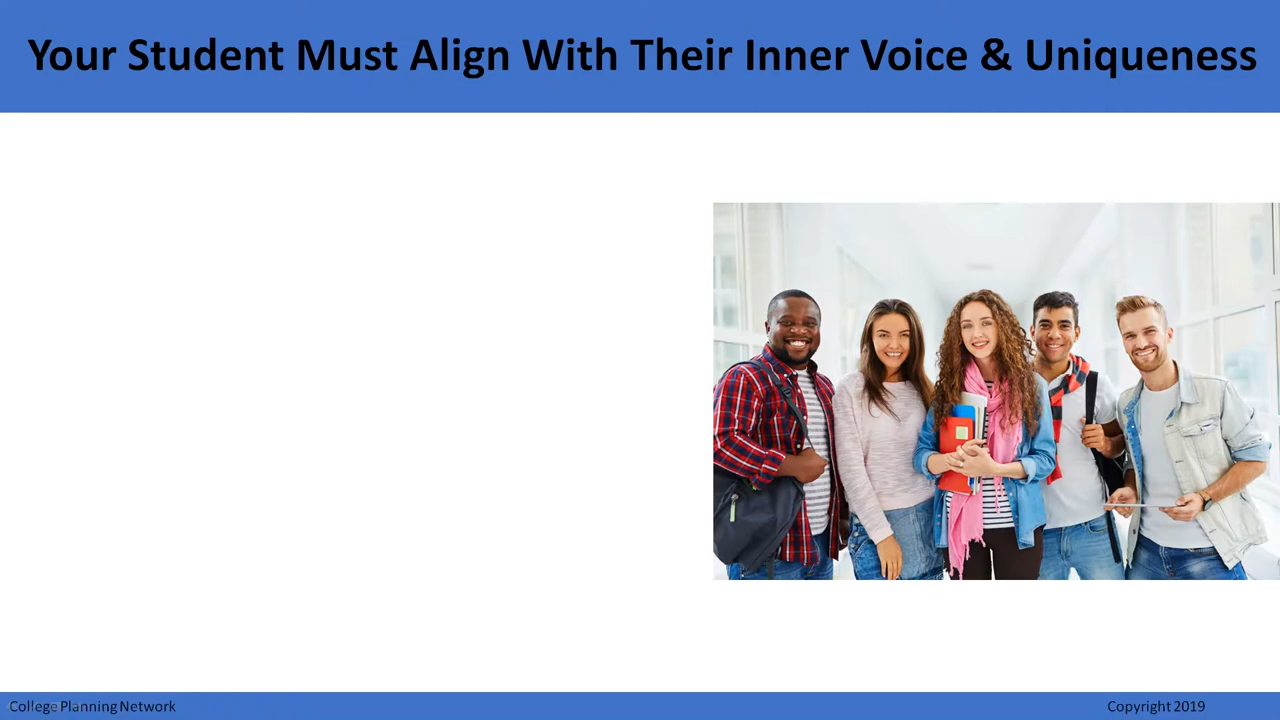 Your Student Must Align With Their Inner Voice & Uniqueness
College Planning Network
Copyright 2019